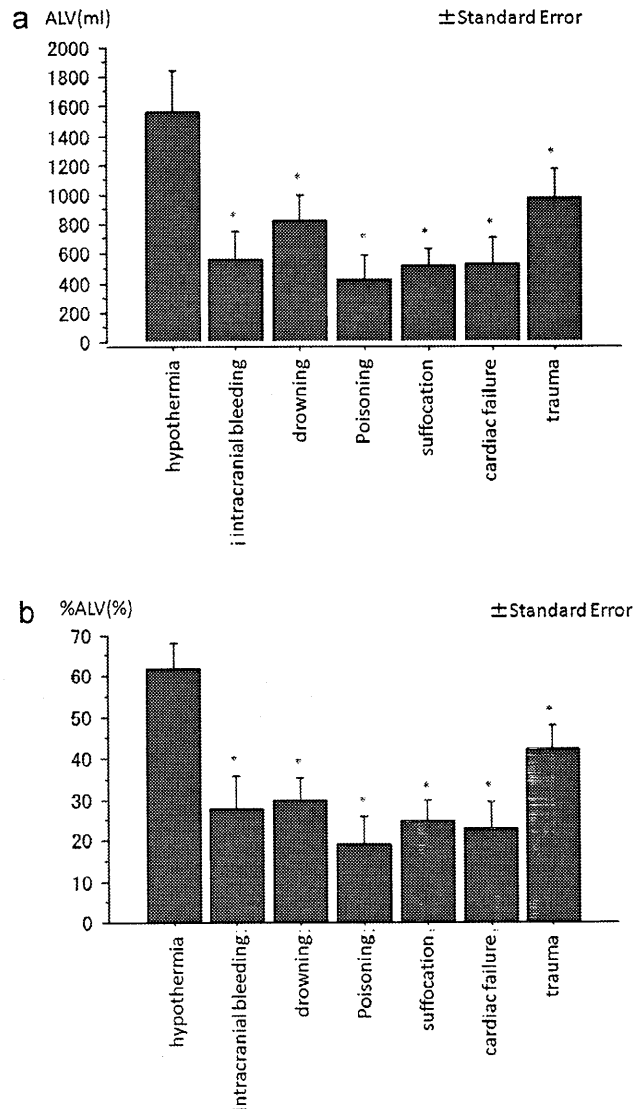 a ALV(ml) ±Standard Error
2000
1800
1600
1400
1200
1000
800
600
400
200
0
* * * * * *
hypothermia
i intracranial bleeding
drowning
Poisoning
suffocation
cardiac failure
trauma
b %ALV(%) ±Standard Error
70
60
50
40
30
20
10
0
* * * * * *
hypothermia
intracranial bleeding
drowning
Poisoning
suffocation
cardiac failure
trauma